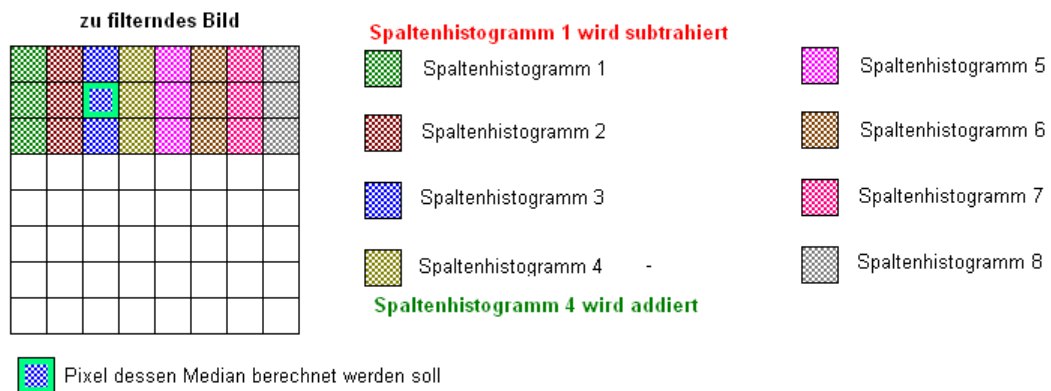 zu filterndes Bild
Spaltenhistogramm 1 wird subtrahiert
Spaltenhistogramm 1
Spaltenhistogramm 2
Spaltenhistogramm 3
Spaltenhistogramm 4 -
Spaltenhistogramm 4 wird addiert
Spaltenhistogramm 5
Spaltenhistogramm 6
Spaltenhistogramm 7
Spaltenhistogramm 8
Pixel dessen Median berechnet werden soll